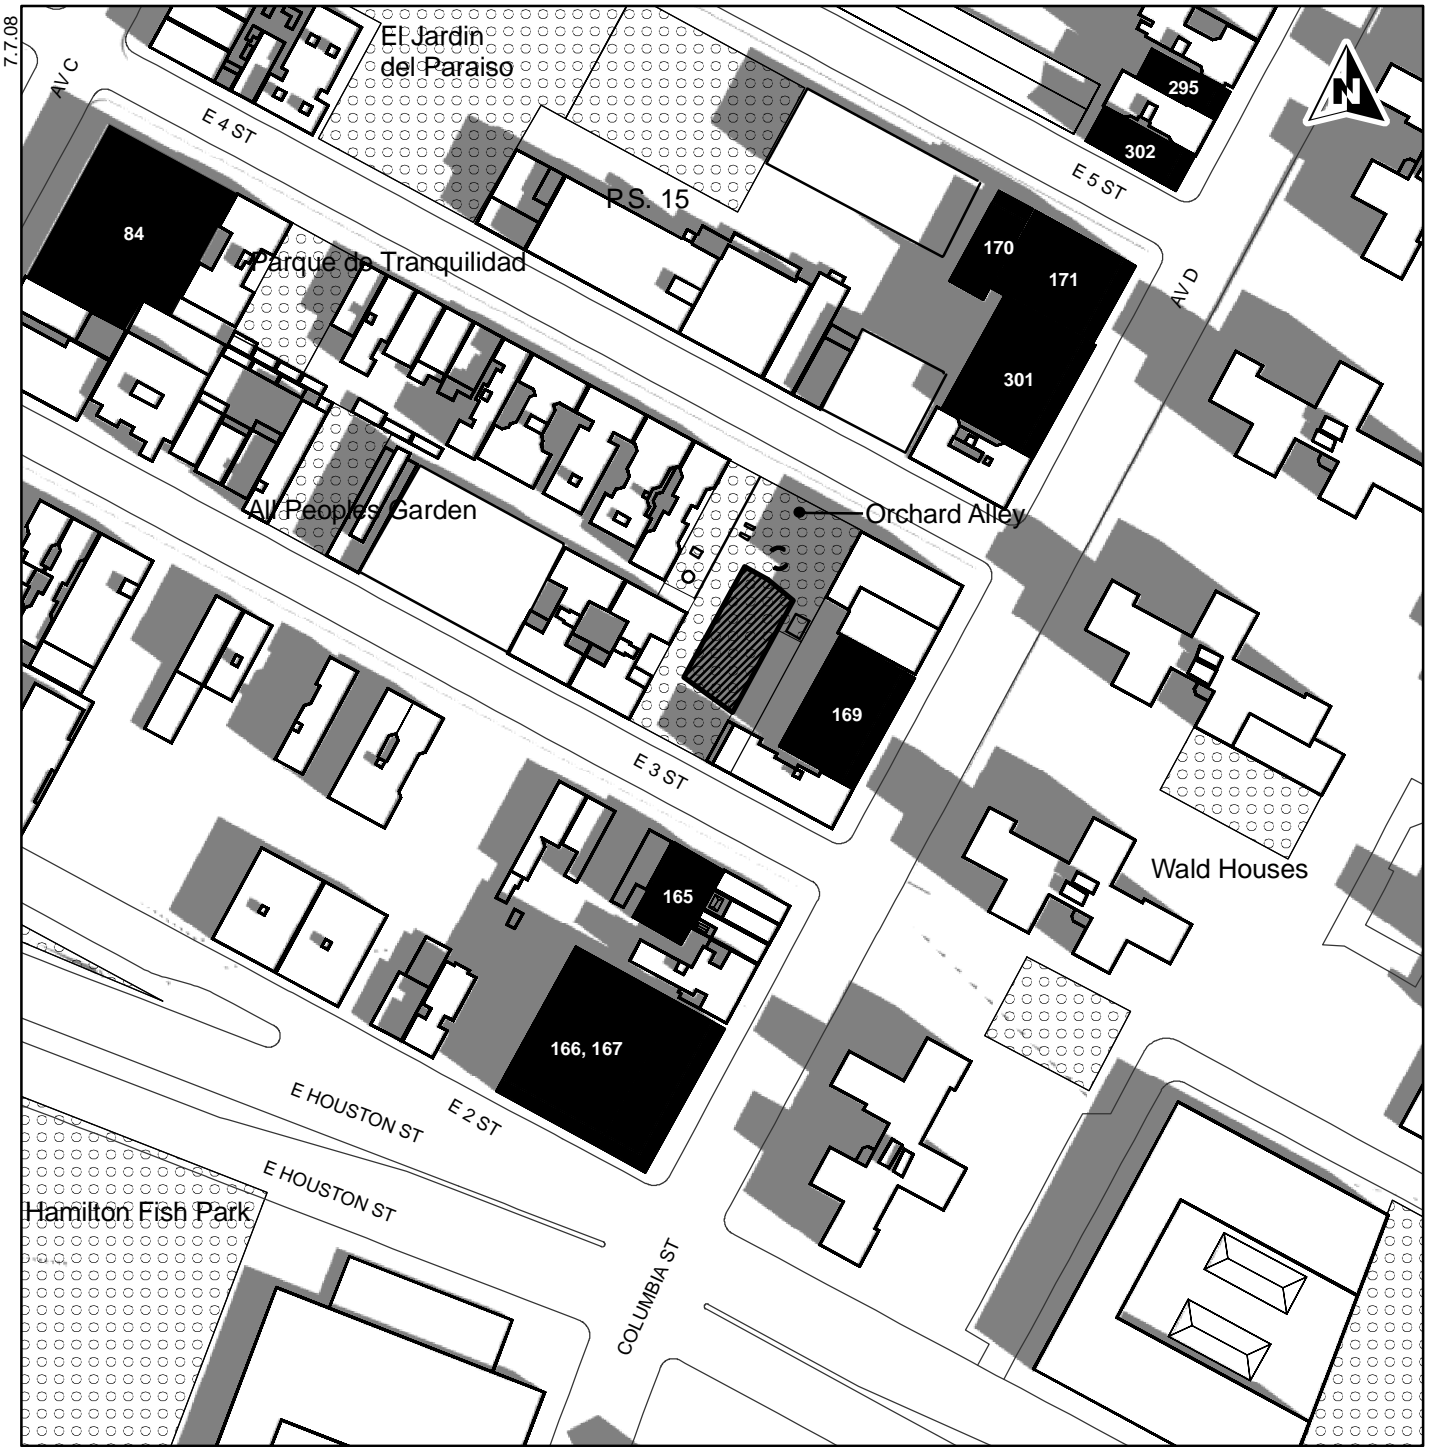 7.7.08
El Jardin
del Paraiso
AV C
E 4 ST
295
N
302
E 5 ST
P.S. 15
84
Parque de Tranquilidad
170
171
AV D
301
All Peoples Garden
Orchard Alley
169
E 3 ST
Wald Houses
165
166, 167
E HOUSTON ST
E 2 ST
E HOUSTON ST
Hamilton Fish Park
COLUMBIA ST